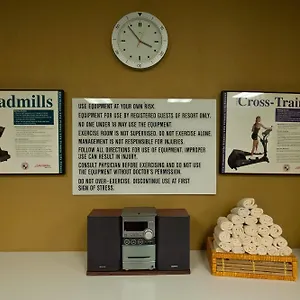 admills
Cross-Train
USE EQUIPMENT AT YOUR OWN RISK.
EQUIPMENT FOR USE BY REGISTERED GUESTS OF RESORT ONLY.
NO ONE UNDER 18 MAY USE THE EQUIPMENT.
EXERCISE ROOM IS NOT SUPERVISED. DO NOT EXERCISE ALONE.
MANAGEMENT IS NOT RESPONSIBLE FOR INJURIES.
FOLLOW ALL DIRECTIONS FOR USE OF EQUIPMENT. IMPROPER
USE CAN RESULT IN INJURY.
CONSULT PHYSICIAN BEFORE EXERCISING AND DO NOT USE
THE EQUIPMENT WITHOUT A DOCTOR'S PERMISSION.
DO NOT OVER-EXERCISE. DISCONTINUE USE AT FIRST
SIGN OF STRESS.